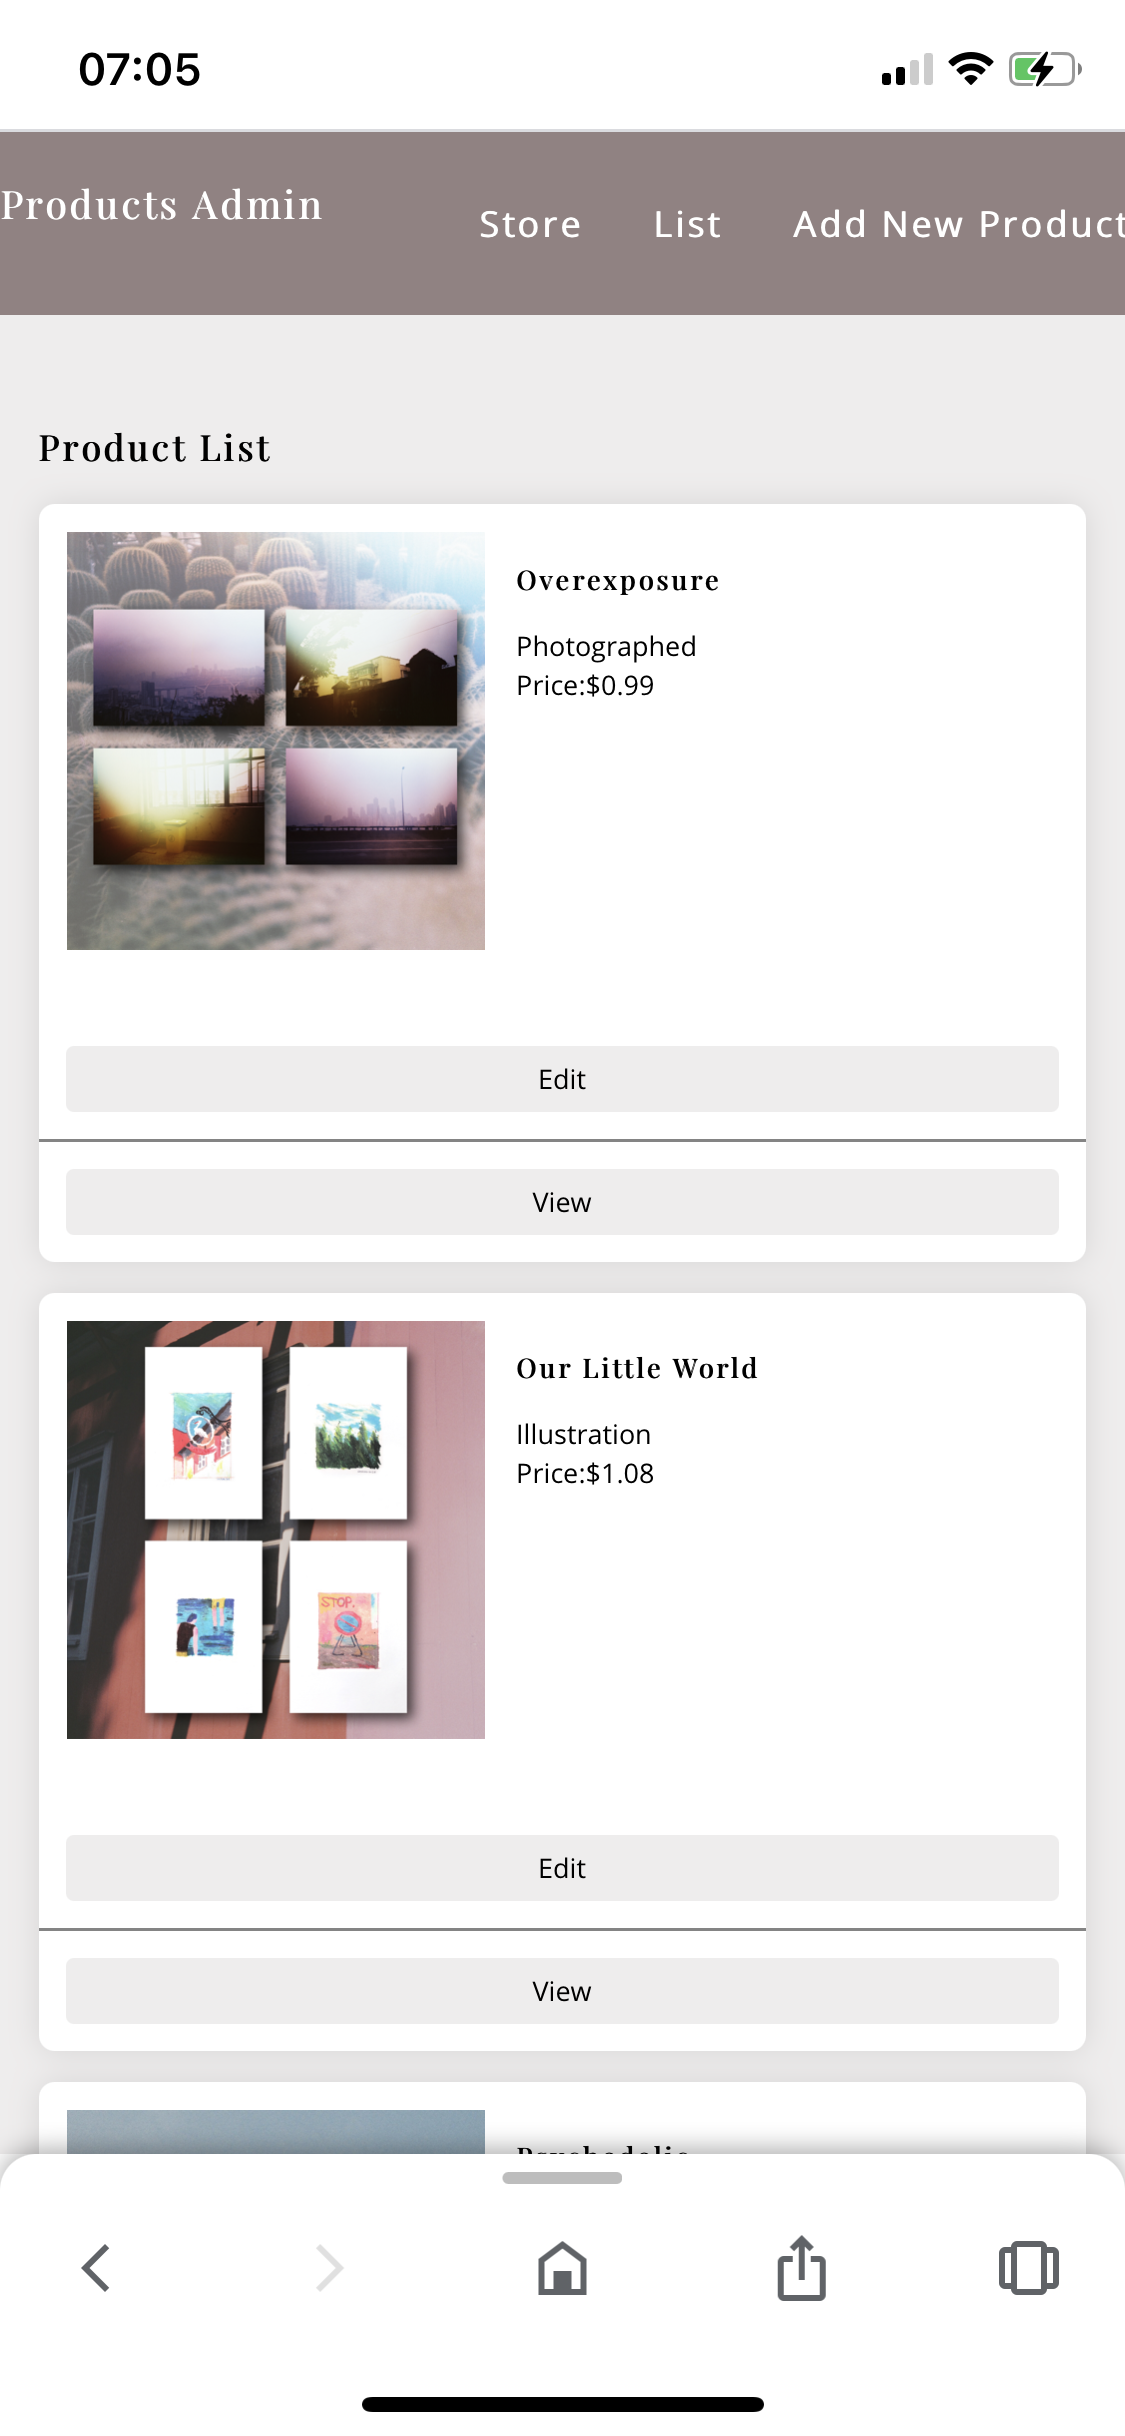 07:05
Products Admin
Store List Add New Product
Product List
Overexposure
Photographed
Price:$0.99
Edit
View
Our Little World
Illustration
Price:$1.08
STOP.
Edit
View
Psychedelic